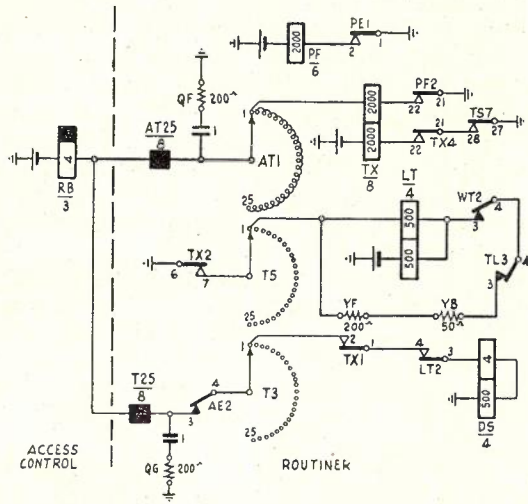 PE1
2000
2
1
PF
6
QF
200^
1
1
2000
22
PF2
21
TS7
AT25
8
21
28
27
2000
22
TX4
4
AT1
TX
8
LT
4
RB
3
25
1
500
WT2
4
3
TX2
500
6
7
T5
TL3
4
3
YF
YB
200^
50^
25
1
2
1
4
3
T25
8
TX1
LT2
4
4
AE2
T3
3
500
1
25
DS
4
QG
200^
ACCESS
CONTROL
ROUTINER